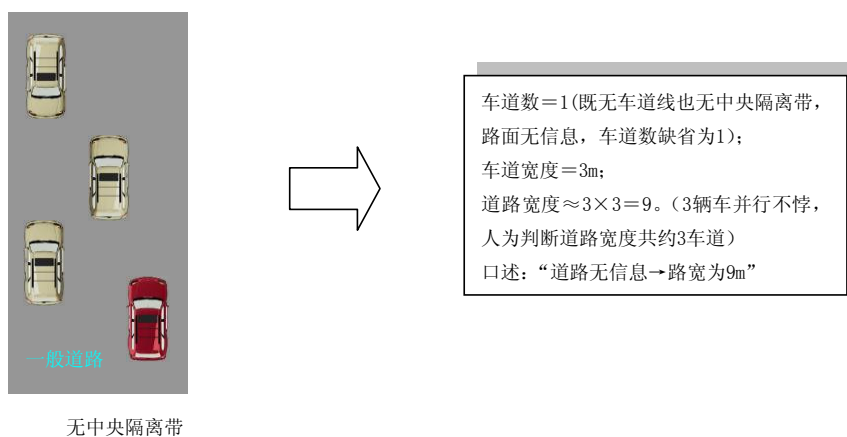 车道数＝1(既无车道线也无中央隔离带，
路面无信息，车道数缺省为1)；
车道宽度＝3m；
道路宽度≈3×3＝9。（3辆车并行不悖，
人为判断道路宽度共约3车道）
口述：“道路无信息→路宽为9m”
一般道路
无中央隔离带